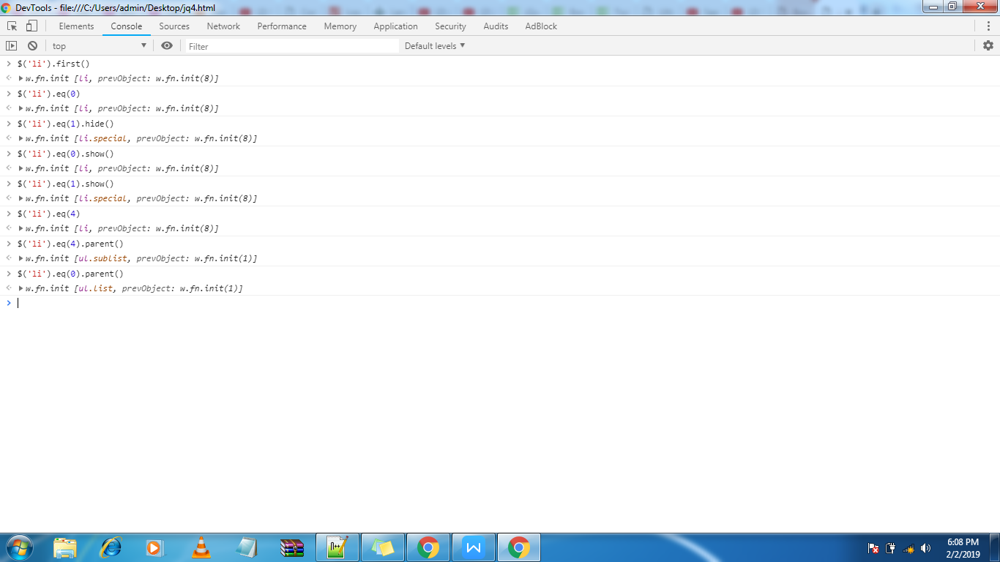 DevTools - file:///C:/Users/admin/Desktop/jq4.html
Elements Console Sources Network Performance Memory Application Security Audits AdBlock
top Filter Default levels
$('li').first()
w.fn.init [li, prevObject: w.fn.init(8)]
$('li').eq(0)
w.fn.init [li, prevObject: w.fn.init(8)]
$('li').eq(1).hide()
w.fn.init [li.special, prevObject: w.fn.init(8)]
$('li').eq(0).show()
w.fn.init [li, prevObject: w.fn.init(8)]
$('li').eq(1).show()
w.fn.init [li.special, prevObject: w.fn.init(8)]
$('li').eq(4)
w.fn.init [li, prevObject: w.fn.init(8)]
$('li').eq(4).parent()
w.fn.init [ul.sublist, prevObject: w.fn.init(1)]
$('li').eq(0).parent()
w.fn.init [ul.list, prevObject: w.fn.init(1)]
6:08 PM
2/2/2019